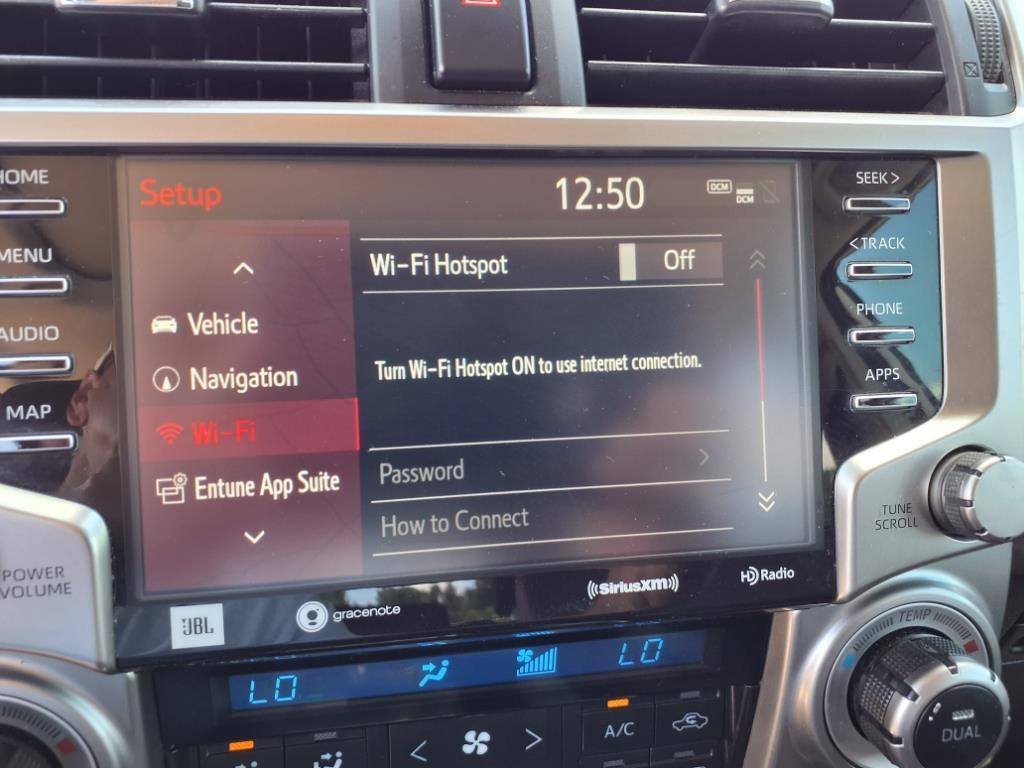 HOME
MENU
AUDIO
MAP
POWER
VOLUME
Setup
12:50
DCM
DCM
Vehicle
Navigation
Wi-Fi
Entune App Suite
Wi-Fi Hotspot
Off
Turn Wi-Fi Hotspot ON to use internet connection.
Password
How to Connect
SEEK >
< TRACK
PHONE
APPS
TUNE
SCROLL
JBL
gracenote
((SiriusXM))
HD Radio
LO
LO
A/C
TEMP
DUAL